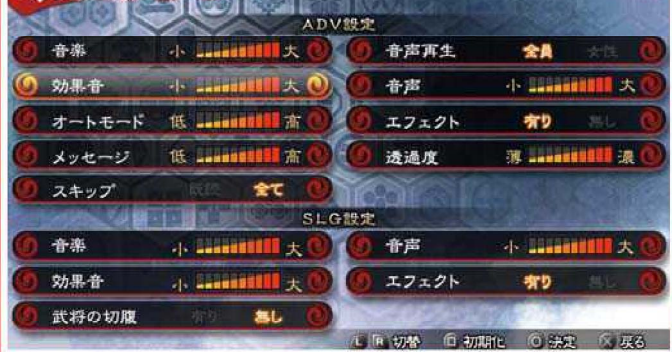 ADV設定
音楽 小 大 音声再生 全員 女性
効果音 小 大 音声 小 大
オートモード 低 高 エフェクト 有り 無し
メッセージ 低 高 透過度 薄 濃
スキップ 既読 全て
SLG設定
音楽 小 大 音声 小 大
効果音 小 大 エフェクト 有り 無し
武将の切腹 有り 無し
L R 切替 □ 初期化 ○ 決定 × 戻る